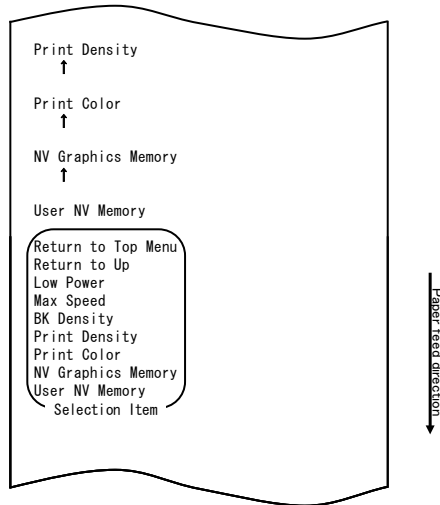 Print Density
↑
Print Color
↑
NV Graphics Memory
↑
User NV Memory
Return to Top Menu
Return to Up
Low Power
Max Speed
BK Density
Print Density
Print Color
NV Graphics Memory
User NV Memory
Selection Item
Paper feed direction